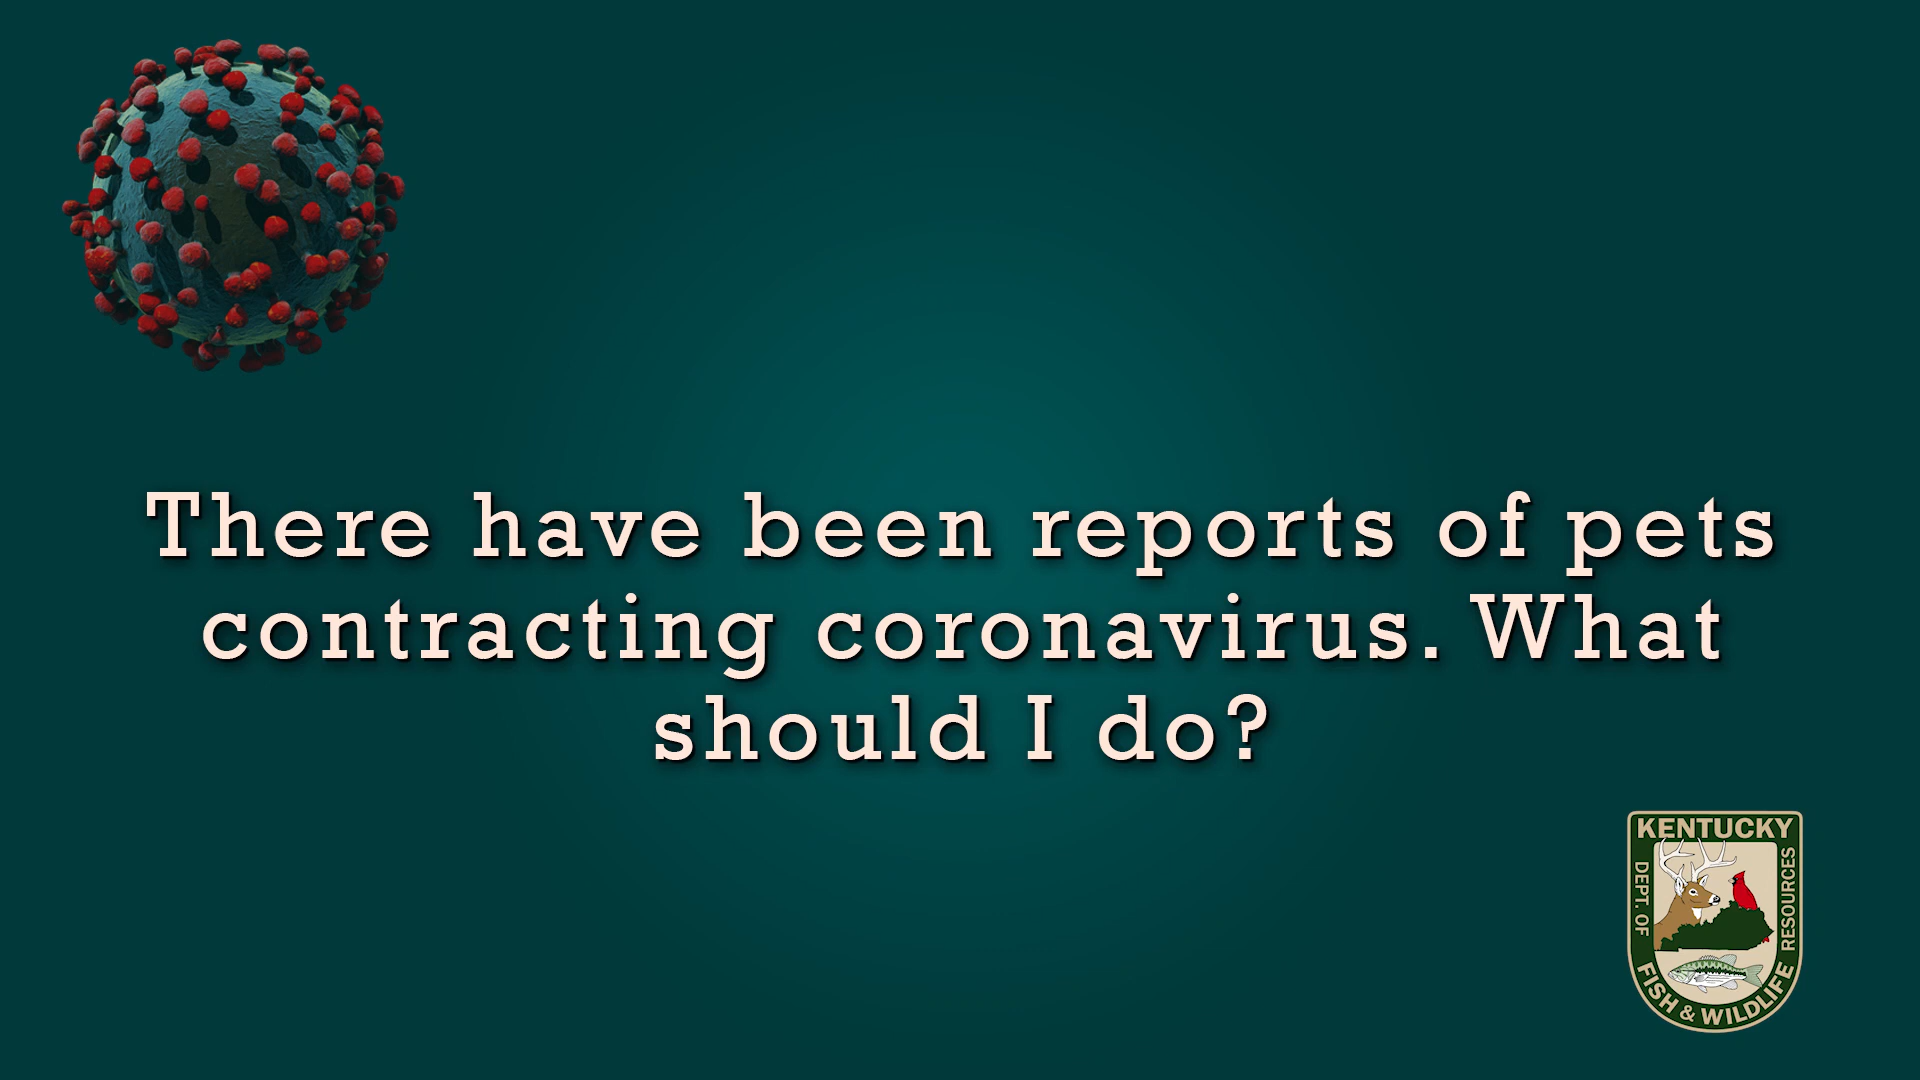 There have been reports of pets
contracting coronavirus. What
should I do?
KENTUCKY
DEPT. OF
FISH & WILDLIFE
RESOURCES